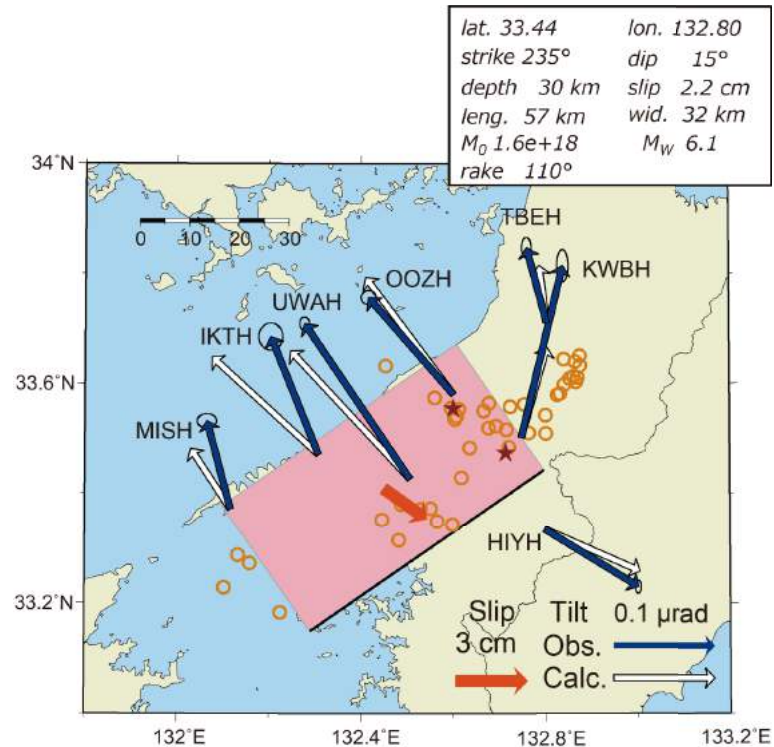 lat. 33.44 lon. 132.80
strike 235° dip 15°
depth 30 km slip 2.2 cm
leng. 57 km wid. 32 km
M0 1.6e+18 MW 6.1
rake 110°
34°
TBEH
KWBH
0 10 20 30
OOZH
UWAH
IKTH
33.6°N
MISH
HIYH
33.2°N
Slip Tilt 0.1 μrad
3 cm Obs.
Calc.
132°E 132.4°E 132.8°E 133.2°E